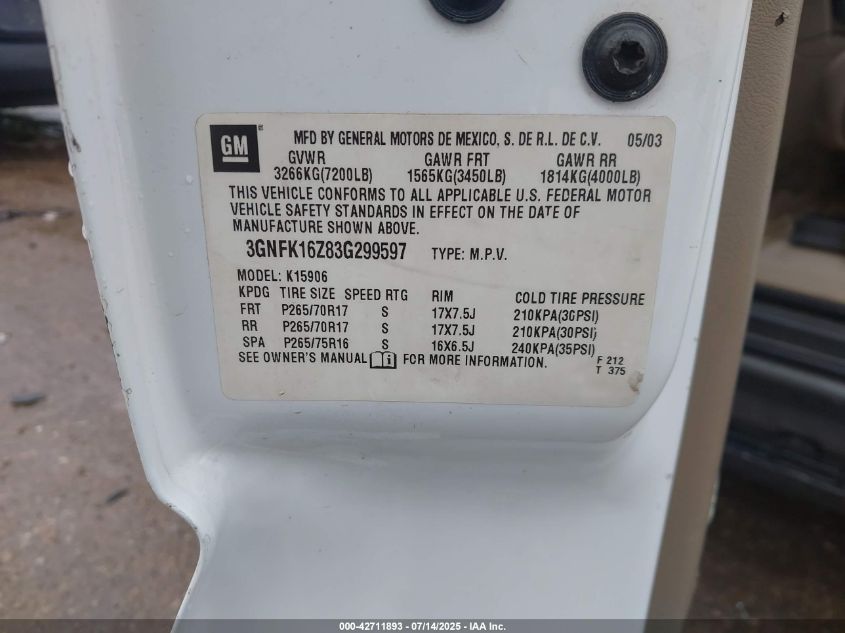 GM ®
MFD BY GENERAL MOTORS DE MEXICO, S. DE R.L. DE C.V. 05/03
GVWR GAWR FRT GAWR RR
3266KG(7200LB) 1565KG(3450LB) 1814KG(4000LB)
THIS VEHICLE CONFORMS TO ALL APPLICABLE U.S. FEDERAL MOTOR
VEHICLE SAFETY STANDARDS IN EFFECT ON THE DATE OF
MANUFACTURE SHOWN ABOVE.
3GNFK16Z83G299597 TYPE: M.P.V.
MODEL: K15906
KPDG TIRE SIZE SPEED RTG RIM COLD TIRE PRESSURE
FRT P265/70R17 S 17X7.5J 210KPA(30PSI)
RR P265/70R17 S 17X7.5J 210KPA(30PSI)
SPA P265/75R16 S 16X6.5J 240KPA(35PSI)
SEE OWNER'S MANUAL FOR MORE INFORMATION.
F 212
T 375
000-42711893 - 07/14/2025 - IAA Inc.